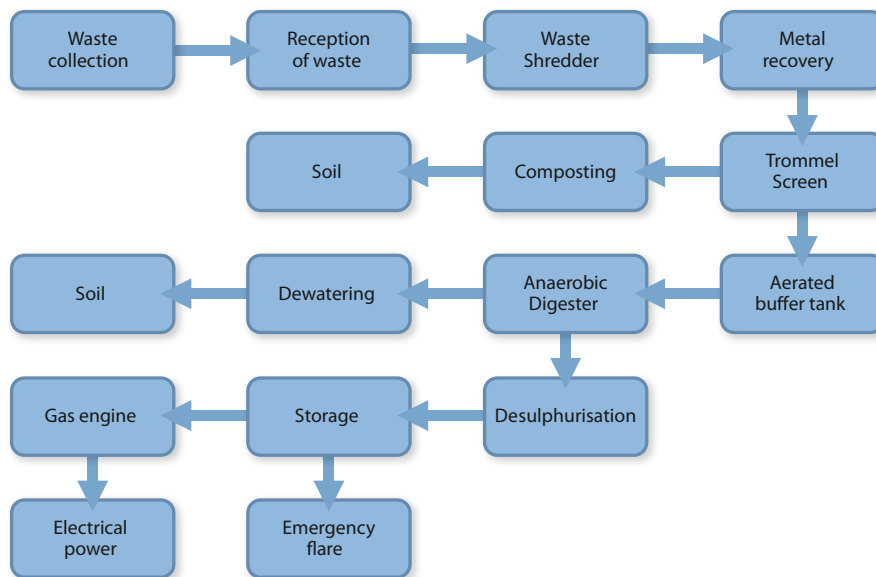 Waste
collection
Reception
of waste
Waste
Shredder
Metal
recovery
Soil
Composting
Trommel
Screen
Soil
Dewatering
Anaerobic
Digester
Aerated
buffer tank
Gas engine
Storage
Desulphurisation
Electrical
power
Emergency
flare